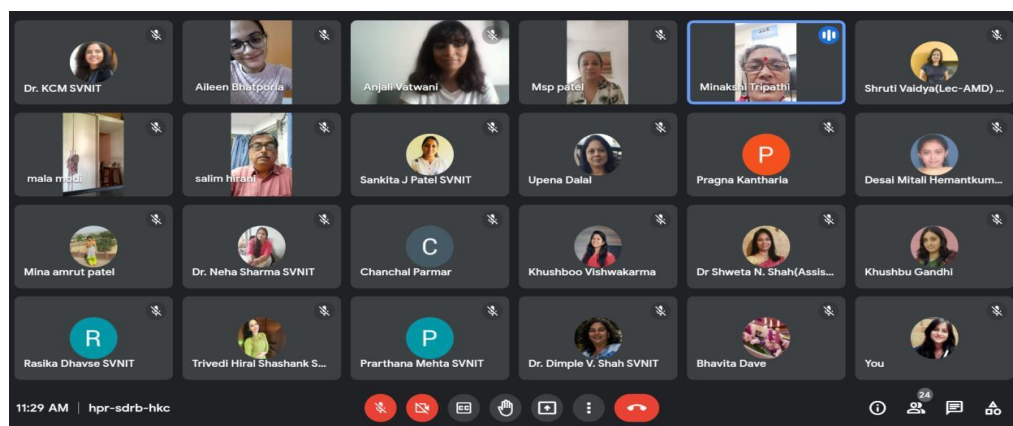 Dr. KCM SVNIT
Aileen Bhatporia
Anjali Vatwani
Msp patel
Minakshi Tripathi
Shruti Vaidya(Lec-AMD) ...
mala modi
salim hirani
Sankita J Patel SVNIT
Upena Dalal
P
Pragna Kantharia
Desai Mitali Hemantkum...
Mina amrut patel
Dr. Neha Sharma SVNIT
C
Chanchal Parmar
Khushboo Vishwakarma
Dr Shweta N. Shah(Assis...
Khushbu Gandhi
R
Rasika Dhavse SVNIT
Trivedi Hiral Shashank S...
P
Prarthana Mehta SVNIT
Dr. Dimple V. Shah SVNIT
Bhavita Dave
You
11:29 AM | hpr-sdrb-hkc
CC
24